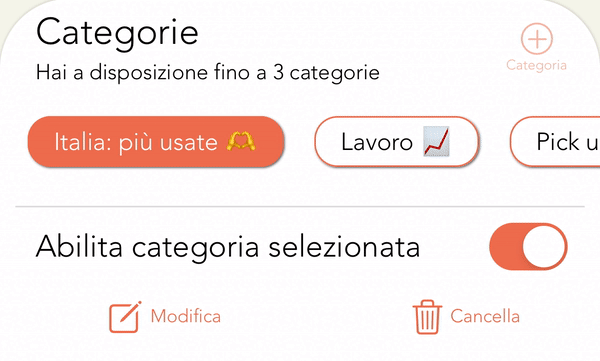 Categorie
Categoria
Hai a disposizione fino a 3 categorie
Italia: più usate 🫶
Lavoro 📈
Pick u
Abilita categoria selezionata
Modifica
Cancella